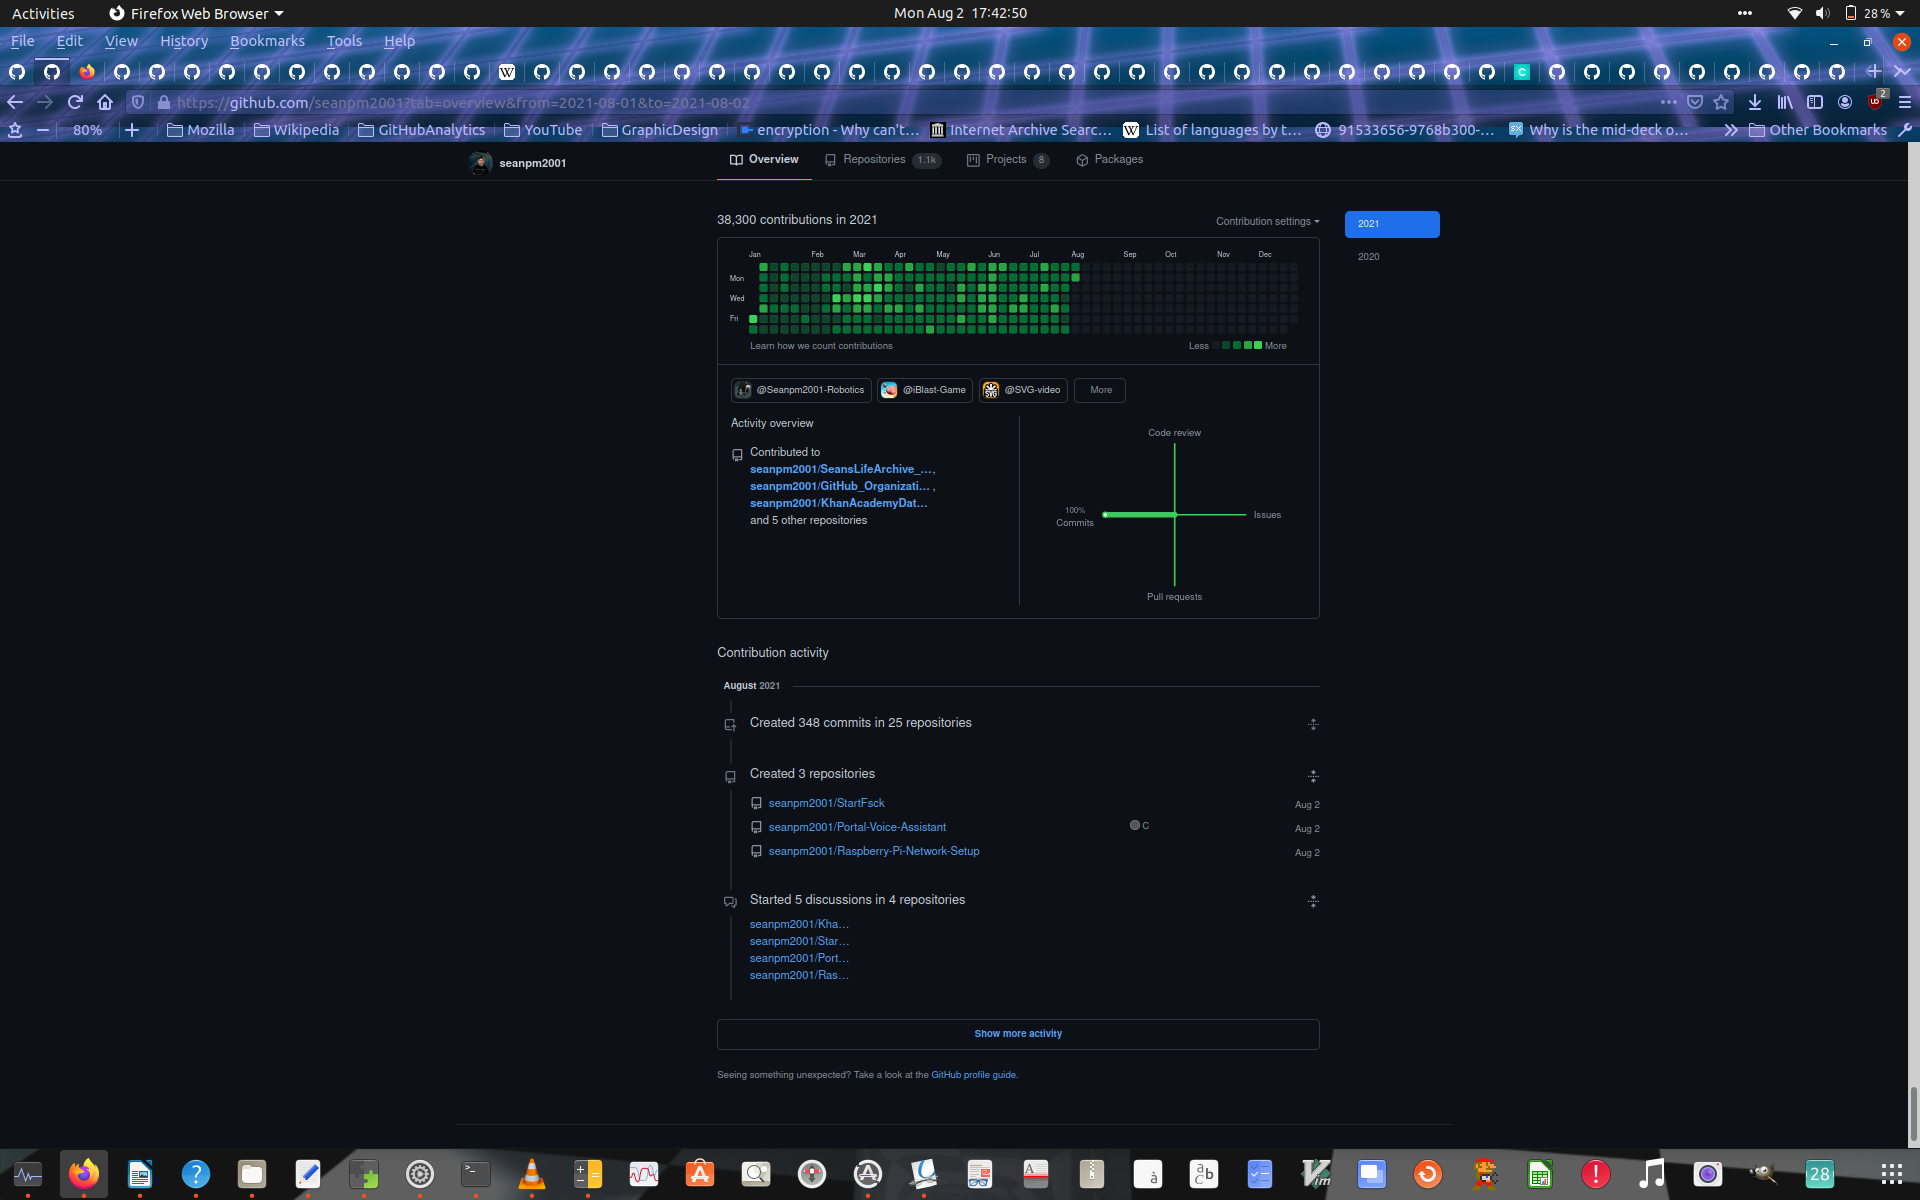 Activities Firefox Web Browser Mon Aug 2 17:42:50 28 %
File Edit View History Bookmarks Tools Help
https://github.com/seanpm2001?tab=overview&from=2021-08-01&to=2021-08-02 2
80% Mozilla Wikipedia GitHubAnalytics YouTube GraphicDesign encryption - Why can't… Internet Archive Searc… List of languages by t… 91533656-9768b300-… Why is the mid-deck o… Other Bookmarks
seanpm2001 Overview Repositories 1.1k Projects 8 Packages
38,300 contributions in 2021 Contribution settings 2021
2020
Jan Feb Mar Apr May Jun Jul Aug Sep Oct Nov Dec
Mon
Wed
Fri
Learn how we count contributions Less More
@Seanpm2001-Robotics @iBlast-Game @SVG-video More
Activity overview
Contributed to
seanpm2001/SeansLifeArchive_… ,
seanpm2001/GitHub_Organizati… ,
seanpm2001/KhanAcademyDat…
and 5 other repositories
Code review
100%
Commits
Issues
Pull requests
Contribution activity
August 2021
Created 348 commits in 25 repositories
Created 3 repositories
seanpm2001/StartFsck Aug 2
seanpm2001/Portal-Voice-Assistant C Aug 2
seanpm2001/Raspberry-Pi-Network-Setup Aug 2
Started 5 discussions in 4 repositories
seanpm2001/Kha…
seanpm2001/Star…
seanpm2001/Port…
seanpm2001/Ras…
Show more activity
Seeing something unexpected? Take a look at the GitHub profile guide.
28